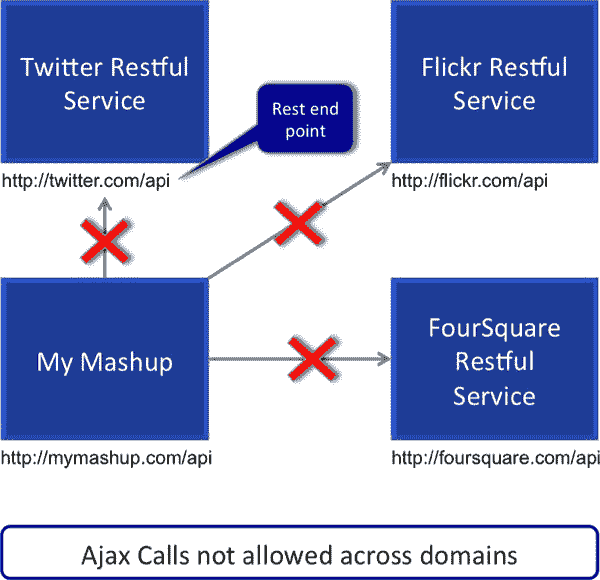 Twitter Restful
Service
Flickr Restful
Service
Rest end
point
http://twitter.com/api
http://flickr.com/api
My Mashup
FourSquare
Restful
Service
http://mymashup.com/api
http://foursquare.com/api
Ajax Calls not allowed across domains